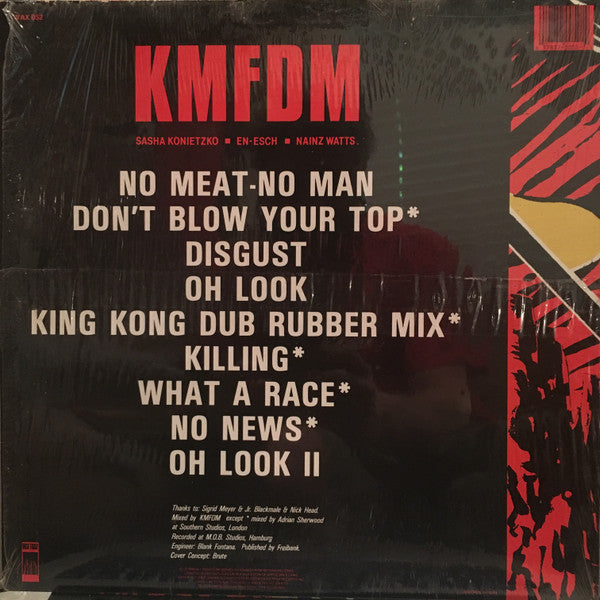 WAX 052
KMFDM
SASHA KONIETZKO ■ EN-ESCH ■ NAINZ WATTS.
NO MEAT-NO MAN
DON'T BLOW YOUR TOP*
DISGUST
OH LOOK
KING KONG DUB RUBBER MIX*
KILLING*
WHAT A RACE*
NO NEWS*
OH LOOK II
Thanks to: Sigrid Meyer & Jr. Blackmale & Nick Head.
Mixed by KMFDM except * mixed by Adrian Sherwood
at Southern Studios, London
Recorded at M.O.B. Studios, Hamburg
Engineer: Blank Fontana. Published by Freibank.
Cover Concept: Brute